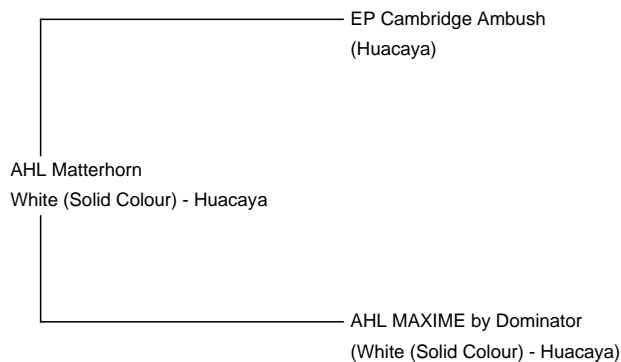 EP Cambridge Ambush
(Huacaya)
AHL Matterhorn
White (Solid Colour) - Huacaya
AHL MAXIME by Dominator
(White (Solid Colour) - Huacaya)